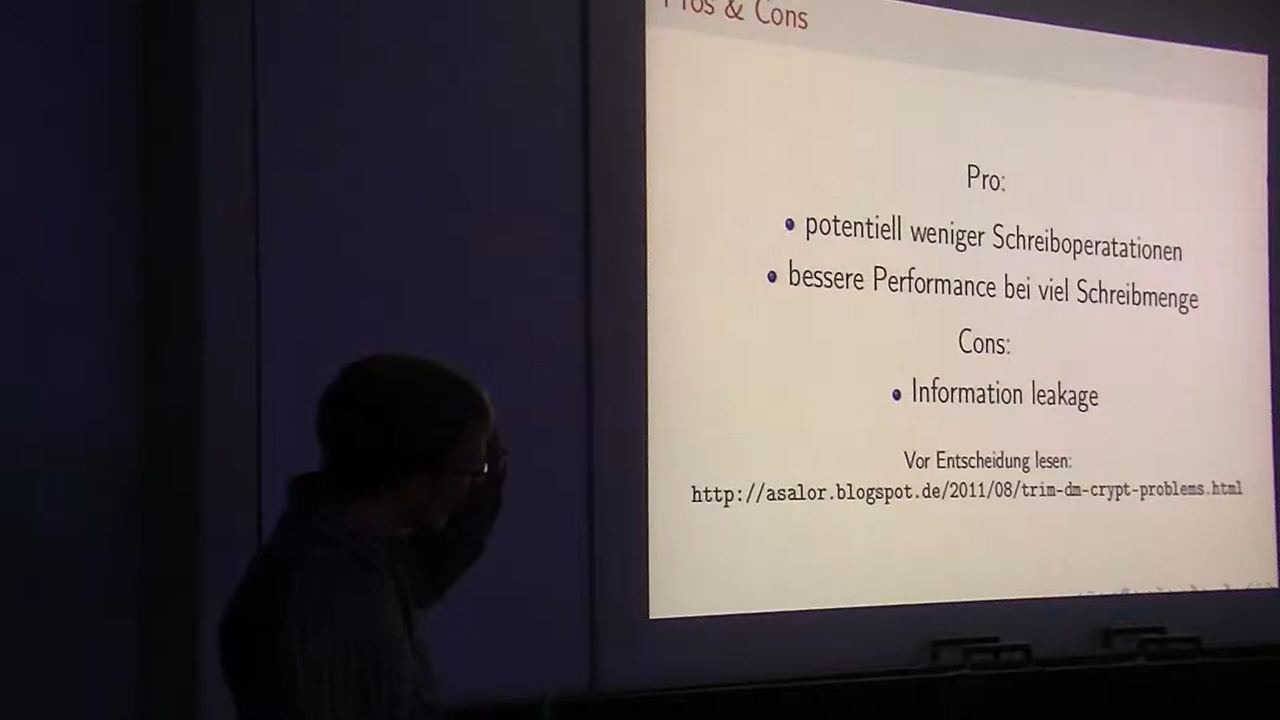 Pros & Cons
Pro:
potentiell weniger Schreiboperatationen
bessere Performance bei viel Schreibmenge
Cons:
Information leakage
Vor Entscheidung lesen:
http://asalor.blogspot.de/2011/08/trim-dm-crypt-problems.html